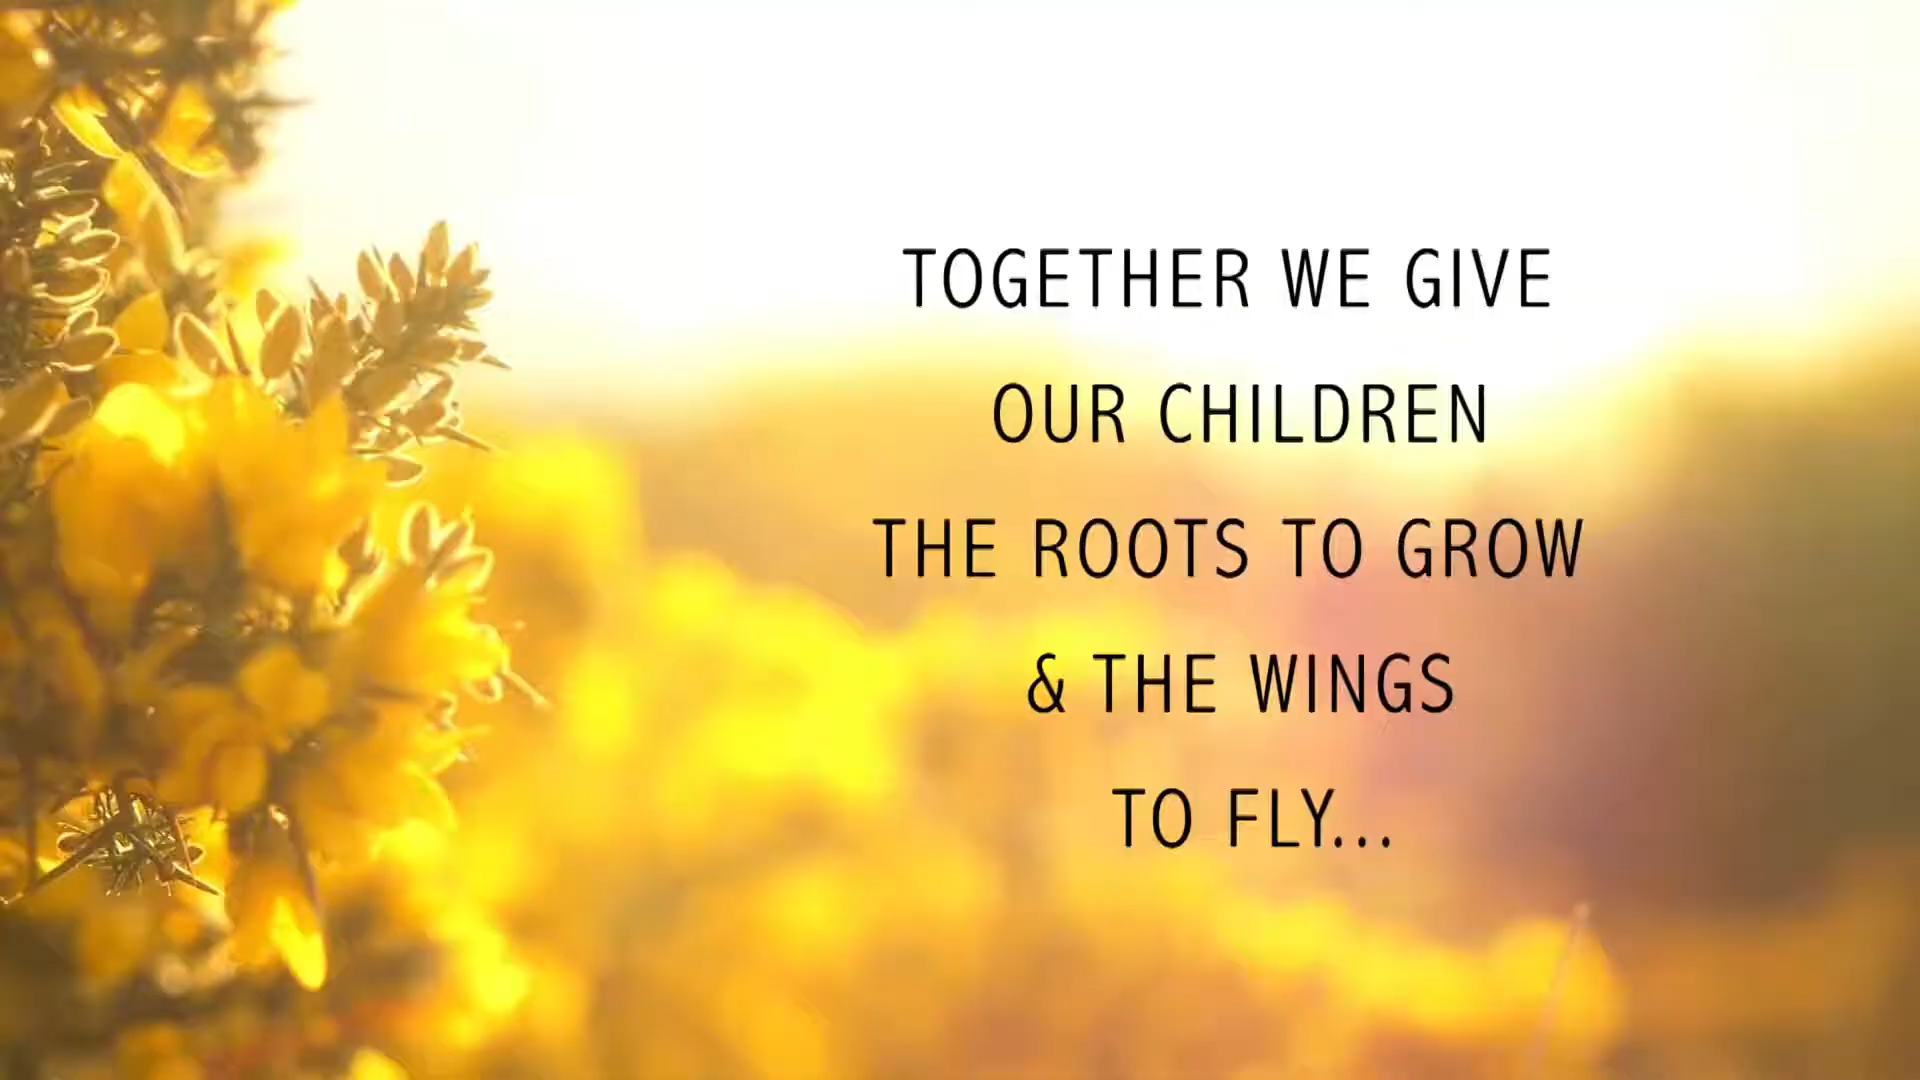 TOGETHER WE GIVE
OUR CHILDREN
THE ROOTS TO GROW
& THE WINGS
TO FLY...